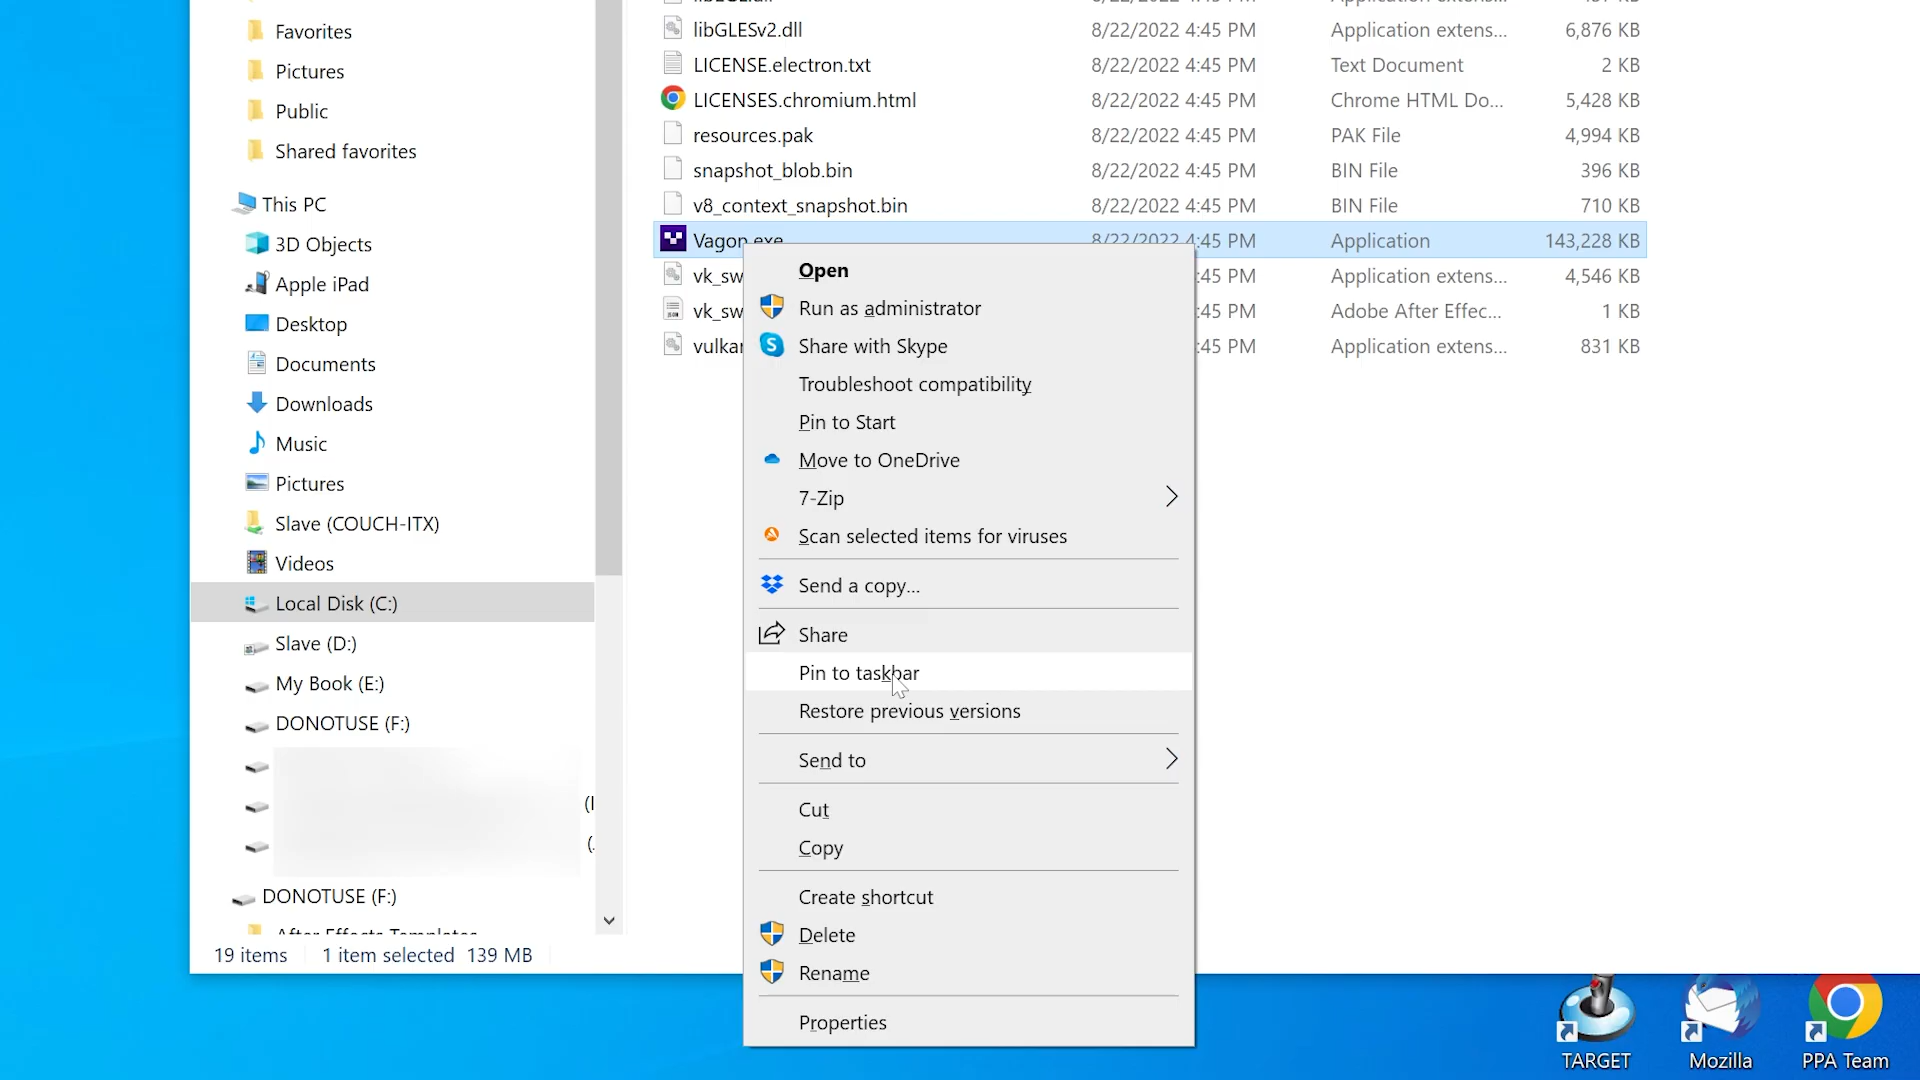 Favorites
Pictures
Public
Shared favorites
This PC
3D Objects
Apple iPad
Desktop
Documents
Downloads
Music
Pictures
Slave (COUCH-ITX)
Videos
Local Disk (C:)
Slave (D:)
My Book (E:)
DONOTUSE (F:)
DONOTUSE (F:)
After Effects Templates
19 items 1 item selected 139 MB
libGLESv2.dll 8/22/2022 4:45 PM Application extens... 6,876 KB
LICENSE.electron.txt 8/22/2022 4:45 PM Text Document 2 KB
LICENSES.chromium.html 8/22/2022 4:45 PM Chrome HTML Do... 5,428 KB
resources.pak 8/22/2022 4:45 PM PAK File 4,994 KB
snapshot_blob.bin 8/22/2022 4:45 PM BIN File 396 KB
v8_context_snapshot.bin 8/22/2022 4:45 PM BIN File 710 KB
Vagon.exe 8/22/2022 4:45 PM Application 143,228 KB
vk_sw :45 PM Application extens... 4,546 KB
vk_sw :45 PM Adobe After Effec... 1 KB
vulkan :45 PM Application extens... 831 KB
Open
Run as administrator
Share with Skype
Troubleshoot compatibility
Pin to Start
Move to OneDrive
7-Zip
Scan selected items for viruses
Send a copy...
Share
Pin to taskbar
Restore previous versions
Send to
Cut
Copy
Create shortcut
Delete
Rename
Properties
TARGET
Mozilla
PPA Team